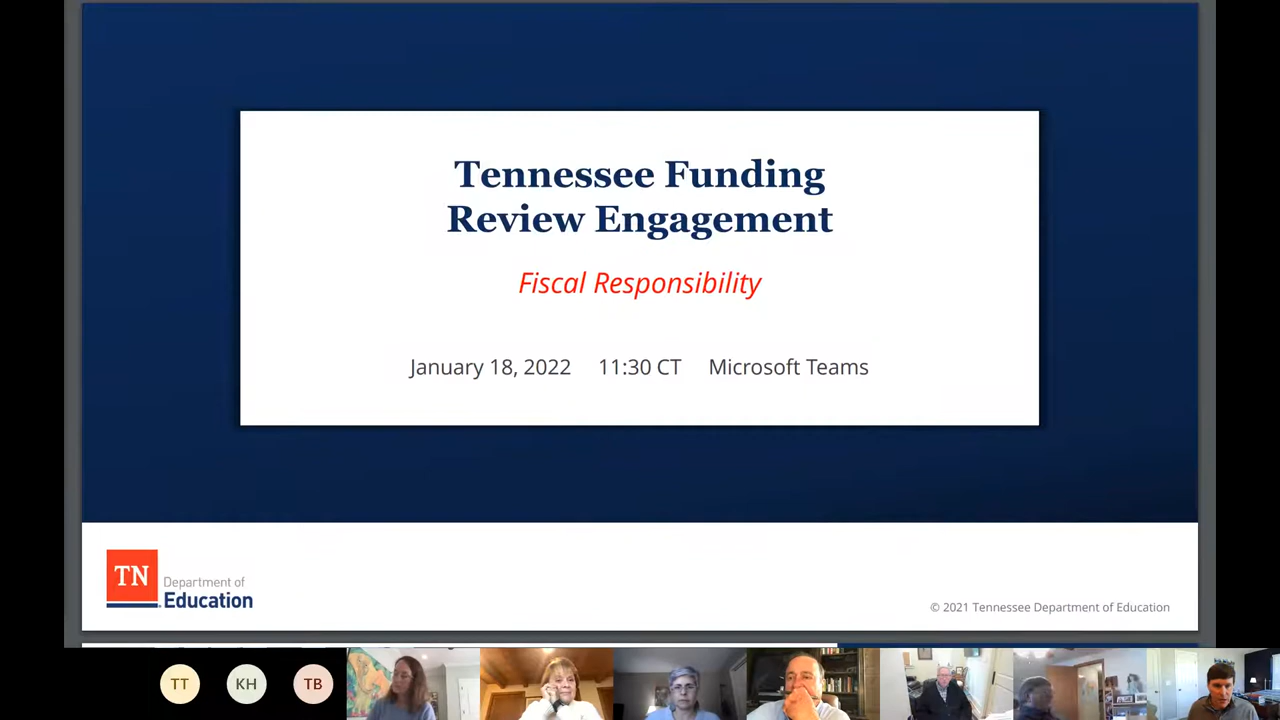 Tennessee Funding
Review Engagement
Fiscal Responsibility
January 18, 2022 11:30 CT Microsoft Teams
TN
Department of
Education
© 2021 Tennessee Department of Education
TT KH TB